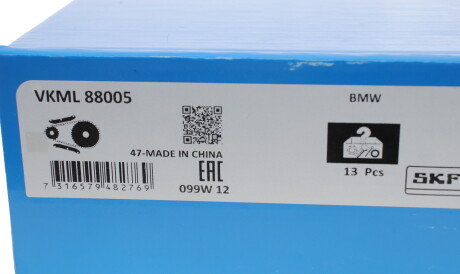 VKML 88005
BMW
47-MADE IN CHINA
EAC
099W 12
7 316579 482769
13 Pcs
SKF